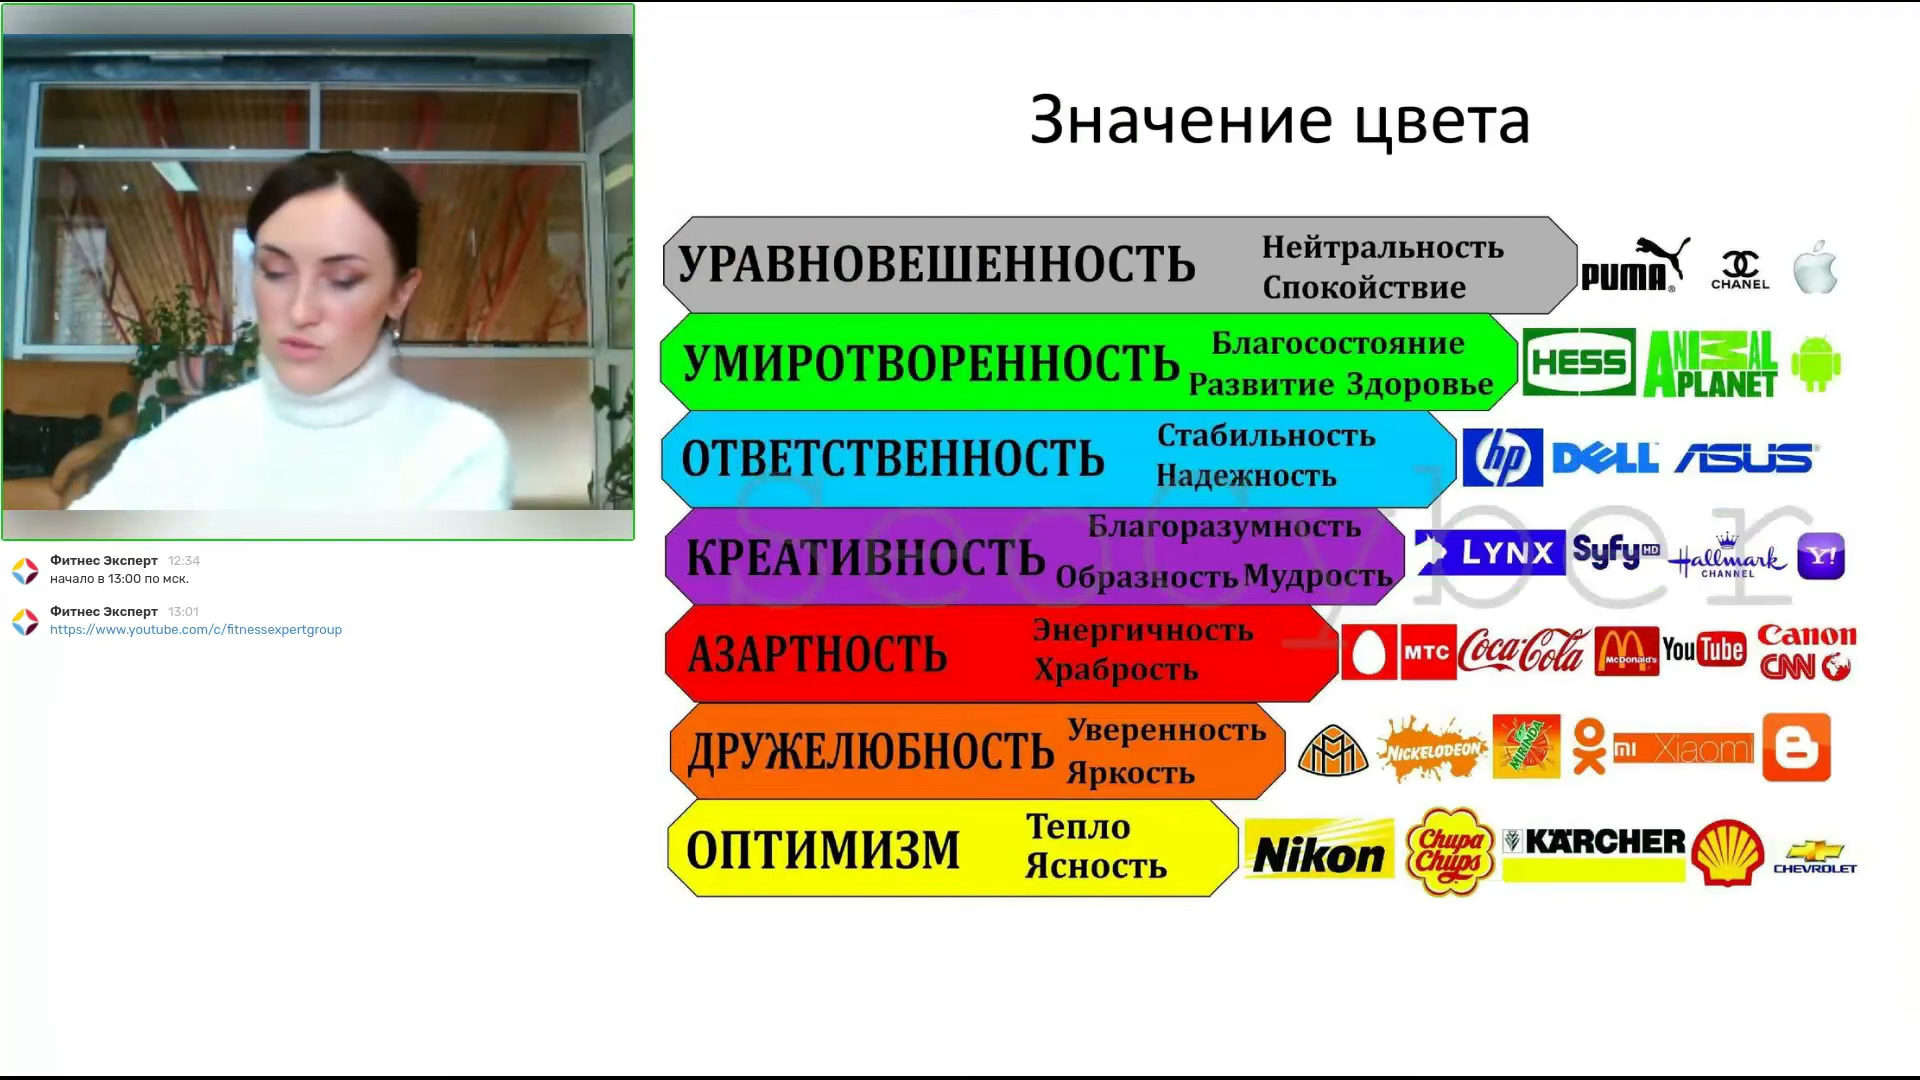 Значение цвета
УРАВНОВЕШЕННОСТЬ
Нейтральность
Спокойствие
PUMA
CHANEL
УМИРОТВОРЕННОСТЬ
Благосостояние
Развитие Здоровье
HESS
ANIMAL
PLANET
ОТВЕТСТВЕННОСТЬ
Стабильность
Надежность
hp
DELL
ASUS
КРЕАТИВНОСТЬ
Благоразумность
Образность Мудрость
LYNX
Syfy HD
Hallmark
CHANNEL
Y!
seocyber
АЗАРТНОСТЬ
Энергичность
Храбрость
МТС
Coca-Cola
McDonald's
YouTube
Canon
CNN
ДРУЖЕЛЮБНОСТЬ
Уверенность
Яркость
NICKELODEON
MIRINDA
mi Xiaomi
B
ОПТИМИЗМ
Тепло
Ясность
Nikon
Chupa
Chups
KÄRCHER
CHEVROLET
Фитнес Эксперт 12:34
начало в 13:00 по мск.
Фитнес Эксперт 13:01
https://www.youtube.com/c/fitnessexpertgroup